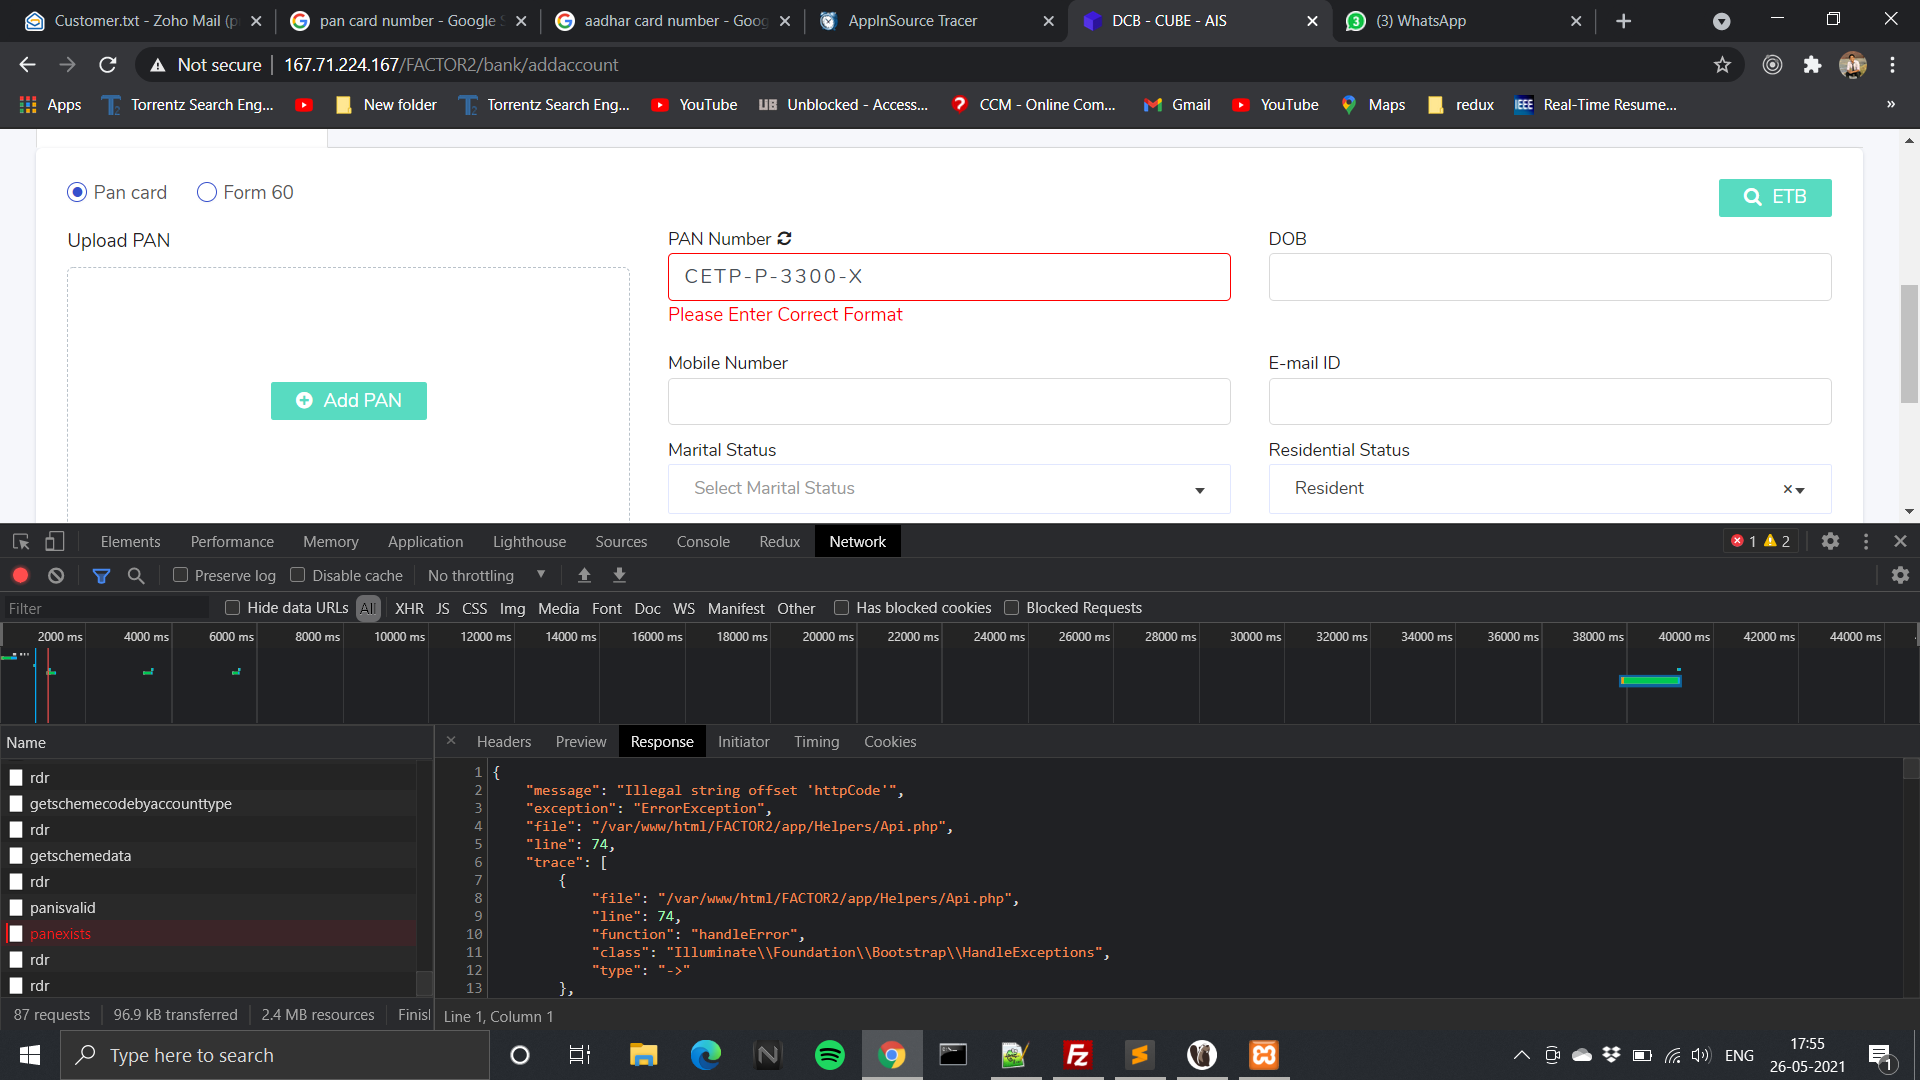 Customer.txt - Zoho Mail (p
pan card number - Google S
aadhar card number - Goog
AppInSource Tracer
DCB - CUBE - AIS
(3) WhatsApp
Not secure
167.71.224.167/FACTOR2/bank/addaccount
Apps
Torrentz Search Eng...
New folder
Torrentz Search Eng...
YouTube
UB Unblocked - Access...
CCM - Online Com...
Gmail
YouTube
Maps
redux
IEEE Real-Time Resume...
»
Pan card
Form 60
ETB
Upload PAN
PAN Number
DOB
CETP-P-3300-X
Please Enter Correct Format
Mobile Number
E-mail ID
Add PAN
Marital Status
Residential Status
Select Marital Status
Resident
×
Elements
Performance
Memory
Application
Lighthouse
Sources
Console
Redux
Network
1
2
Preserve log
Disable cache
No throttling
Filter
Hide data URLs
All
XHR
JS
CSS
Img
Media
Font
Doc
WS
Manifest
Other
Has blocked cookies
Blocked Requests
2000 ms
4000 ms
6000 ms
8000 ms
10000 ms
12000 ms
14000 ms
16000 ms
18000 ms
20000 ms
22000 ms
24000 ms
26000 ms
28000 ms
30000 ms
32000 ms
34000 ms
36000 ms
38000 ms
40000 ms
42000 ms
44000 ms
Name
rdr
getschemecodebyaccounttype
rdr
getschemedata
rdr
panisvalid
panexists
rdr
rdr
87 requests
96.9 kB transferred
2.4 MB resources
Finisl
Headers
Preview
Response
Initiator
Timing
Cookies
1 {
2 "message": "Illegal string offset 'httpCode'",
3 "exception": "ErrorException",
4 "file": "/var/www/html/FACTOR2/app/Helpers/Api.php",
5 "line": 74,
6 "trace": [
7 {
8 "file": "/var/www/html/FACTOR2/app/Helpers/Api.php",
9 "line": 74,
10 "function": "handleError",
11 "class": "Illuminate\\Foundation\\Bootstrap\\HandleExceptions",
12 "type": "->"
13 },
Line 1, Column 1
Type here to search
ENG
17:55
26-05-2021
1